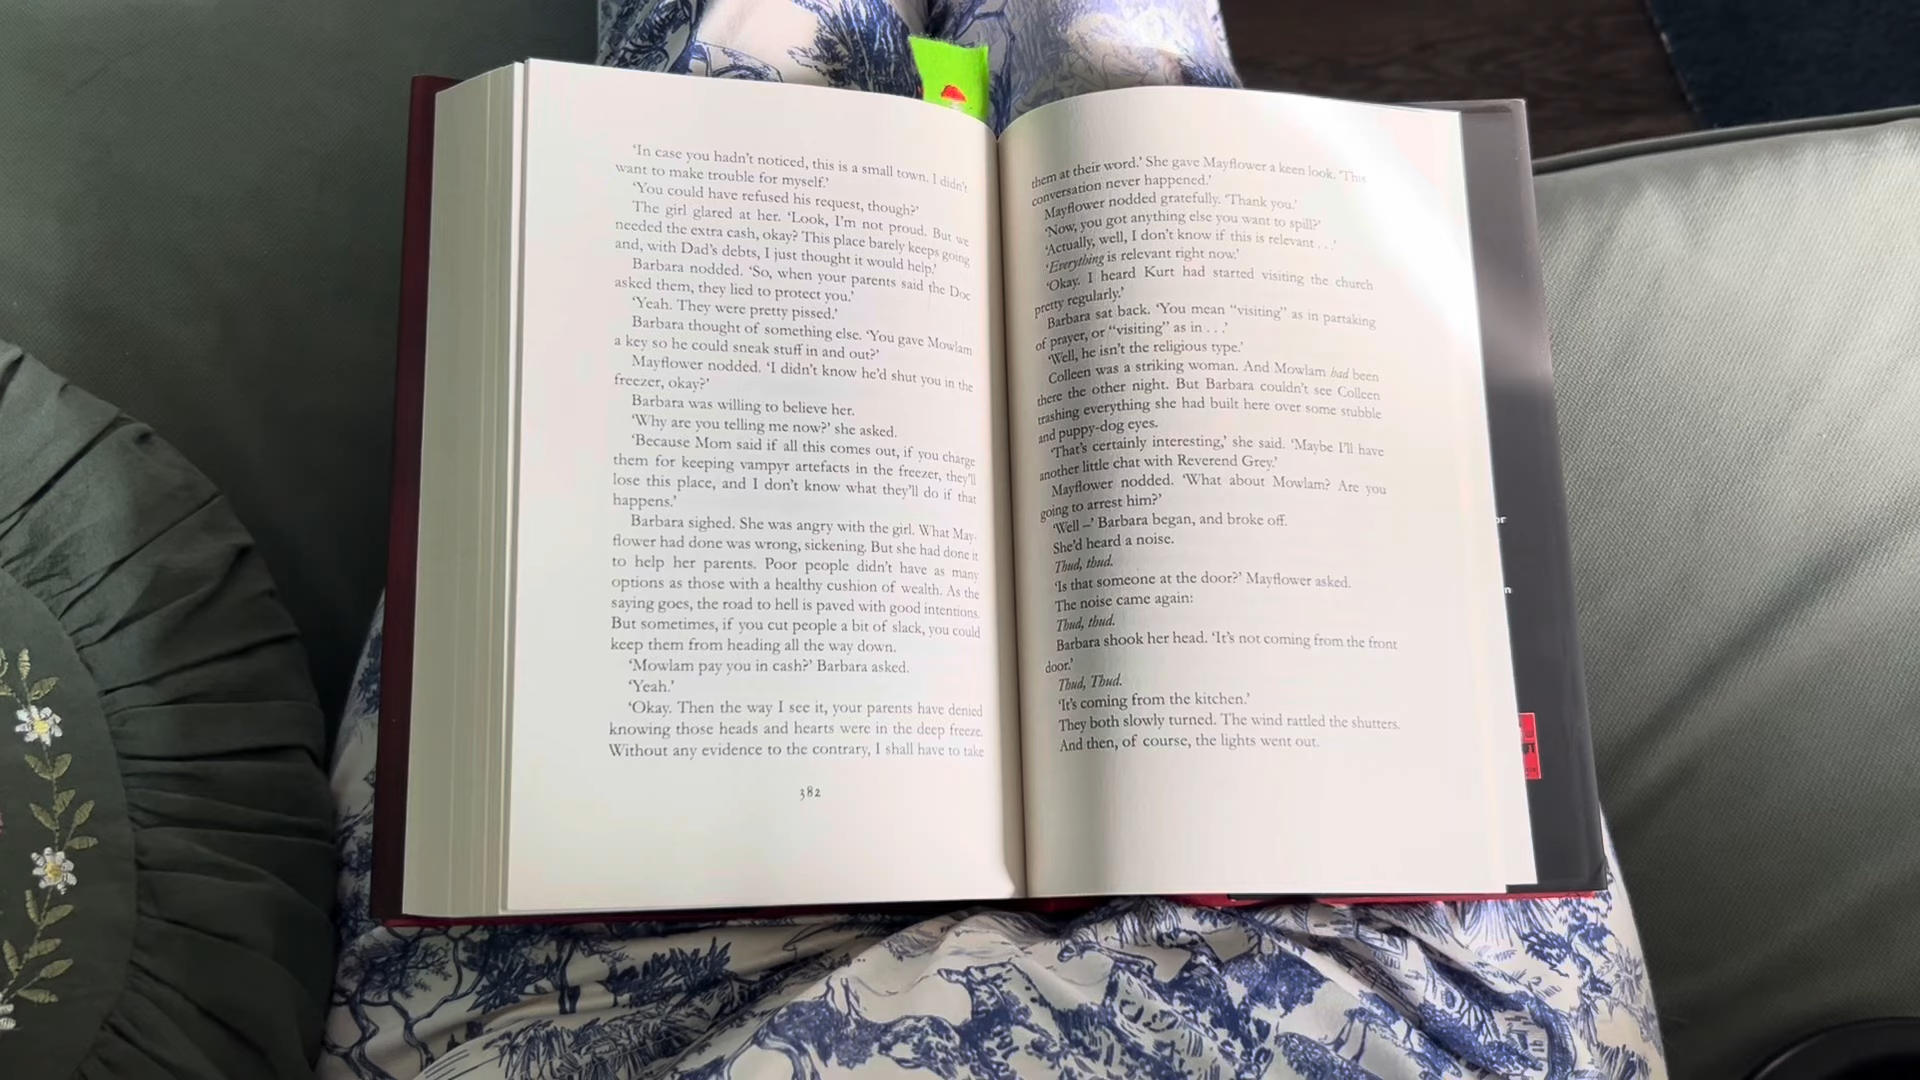 ‘In case you hadn’t noticed, this is a small town. I didn’t
want to make trouble for myself.’
‘You could have refused his request, though?’
The girl glared at her. ‘Look, I’m not proud. But we
needed the extra cash, okay? This place barely keeps going
and, with Dad’s debts, I just thought it would help.’
Barbara nodded. ‘So, when your parents said the Doc
asked them, they lied to protect you.’
‘Yeah. They were pretty pissed.’
Barbara thought of something else. ‘You gave Mowlam
a key so he could sneak stuff in and out?’
Mayflower nodded. ‘I didn’t know he’d shut you in the
freezer, okay?’
Barbara was willing to believe her.
‘Why are you telling me now?’ she asked.
‘Because Mom said if all this comes out, if you charge
them for keeping vampyr artefacts in the freezer, they’ll
lose this place, and I don’t know what they’ll do if that
happens.’
Barbara sighed. She was angry with the girl. What May-
flower had done was wrong, sickening. But she had done it
to help her parents. Poor people didn’t have as many
options as those with a healthy cushion of wealth. As the
saying goes, the road to hell is paved with good intentions.
But sometimes, if you cut people a bit of slack, you could
keep them from heading all the way down.
‘Mowlam pay you in cash?’ Barbara asked.
‘Yeah.’
‘Okay. Then the way I see it, your parents have denied
knowing those heads and hearts were in the deep freeze.
Without any evidence to the contrary, I shall have to take
382
them at their word.’ She gave Mayflower a keen look. ‘This
conversation never happened.’
Mayflower nodded gratefully. ‘Thank you.’
‘Now, you got anything else you want to spill?’
‘Actually, well, I don’t know if this is relevant . . .’
‘Everything is relevant right now.’
‘Okay. I heard Kurt had started visiting the church
pretty regularly.’
Barbara sat back. ‘You mean “visiting” as in partaking
of prayer, or “visiting” as in . . .’
‘Well, he isn’t the religious type.’
Colleen was a striking woman. And Mowlam had been
there the other night. But Barbara couldn’t see Colleen
trashing everything she had built here over some stubble
and puppy-dog eyes.
‘That’s certainly interesting,’ she said. ‘Maybe I’ll have
another little chat with Reverend Grey.’
Mayflower nodded. ‘What about Mowlam? Are you
going to arrest him?’
‘Well –’ Barbara began, and broke off.
She’d heard a noise.
Thud, thud.
‘Is that someone at the door?’ Mayflower asked.
The noise came again:
Thud, thud.
Barbara shook her head. ‘It’s not coming from the front
door.’
Thud, Thud.
‘It’s coming from the kitchen.’
They both slowly turned. The wind rattled the shutters.
And then, of course, the lights went out.